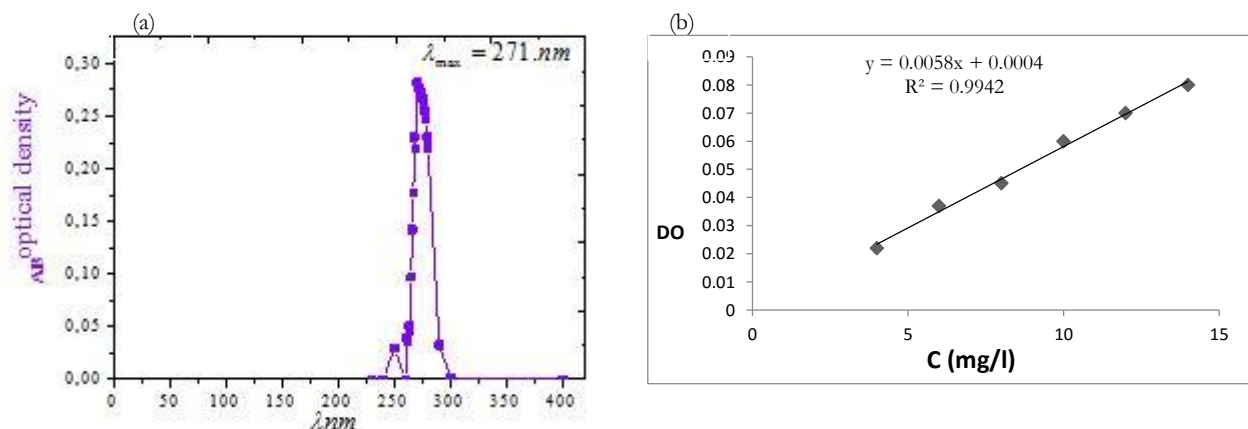 (a)
λmax = 271.nm
0,30
0,25
0,20
0,15
0,10
0,05
0,00
AB optical density
0 50 100 150 200 250 300 350 400
λnm
(b)
y = 0.0058x + 0.0004
R² = 0.9942
0.09
0.08
0.07
0.06
0.05
0.04
0.03
0.02
0.01
0
DO
0 5 10 15
C (mg/l)